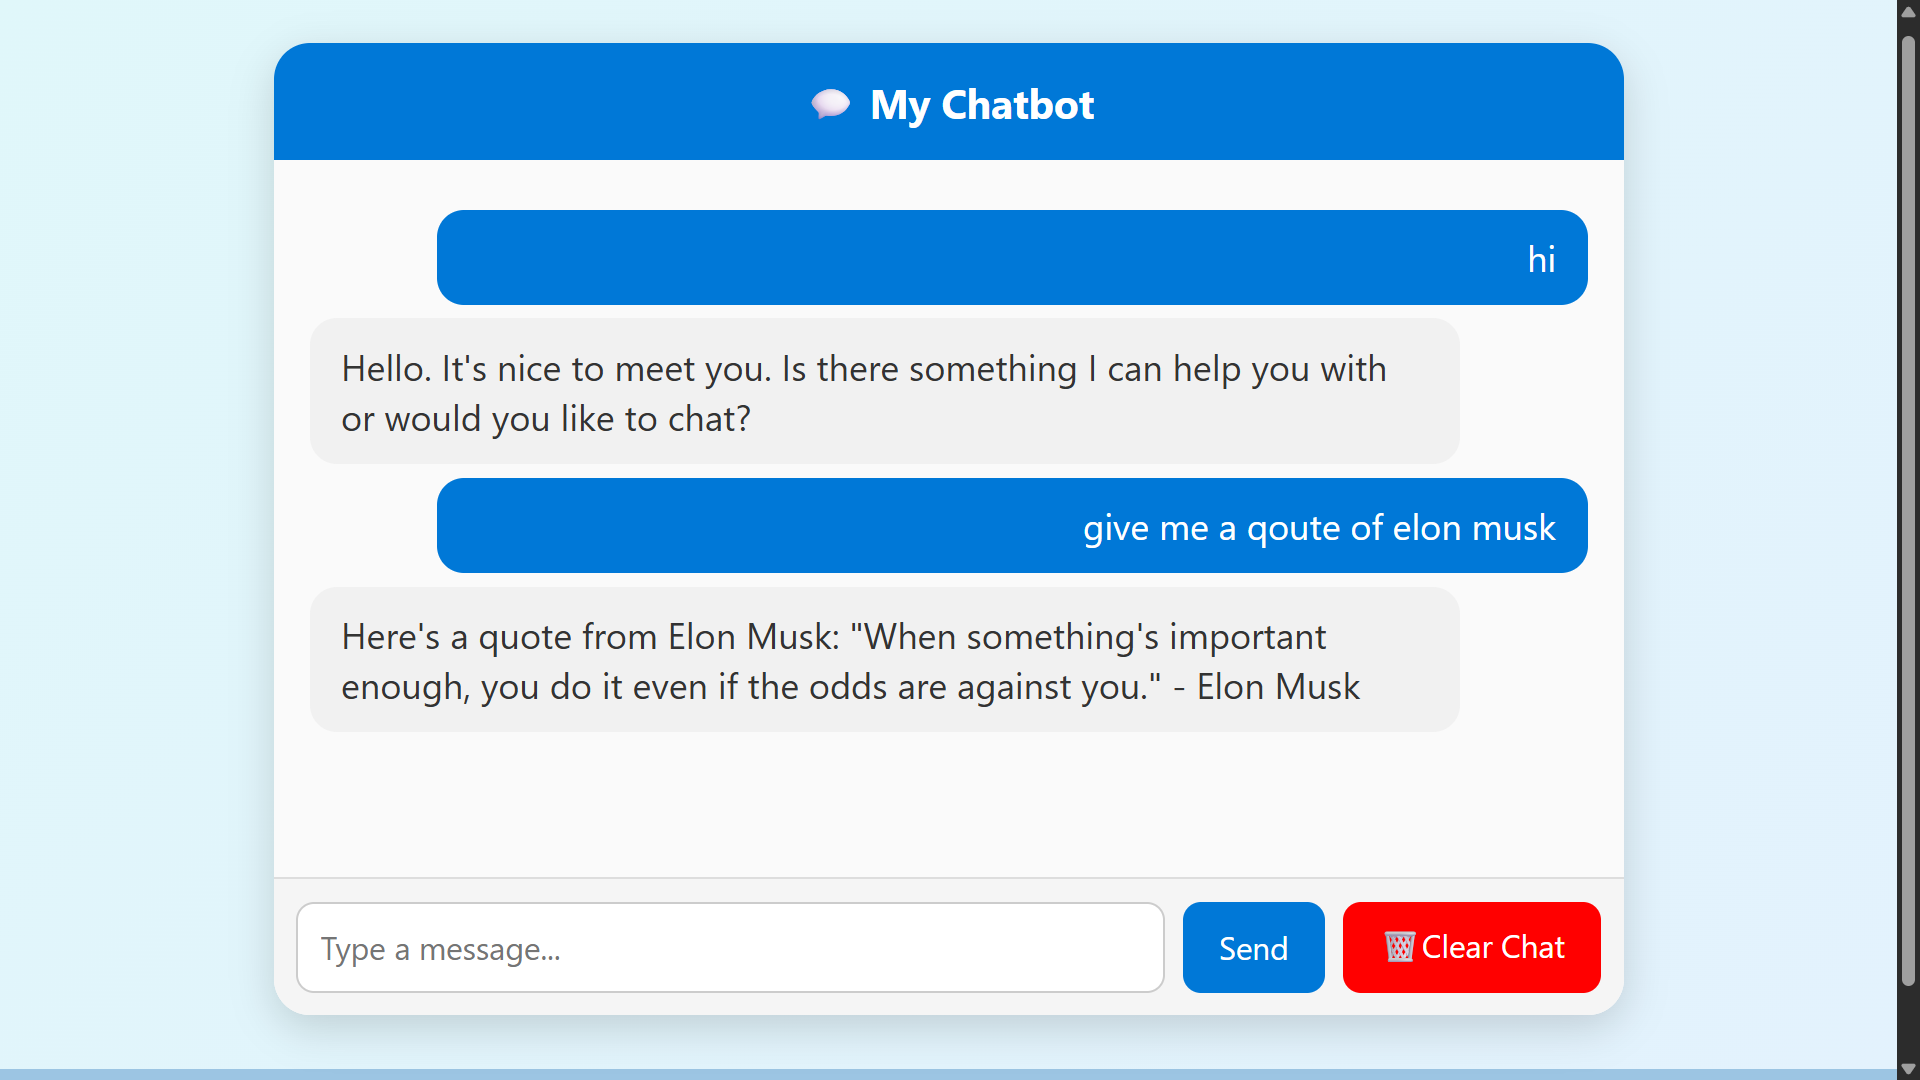 My Chatbot
hi
Hello. It's nice to meet you. Is there something I can help you with
or would you like to chat?
give me a qoute of elon musk
Here's a quote from Elon Musk: "When something's important
enough, you do it even if the odds are against you." - Elon Musk
Type a message...
Send
Clear Chat